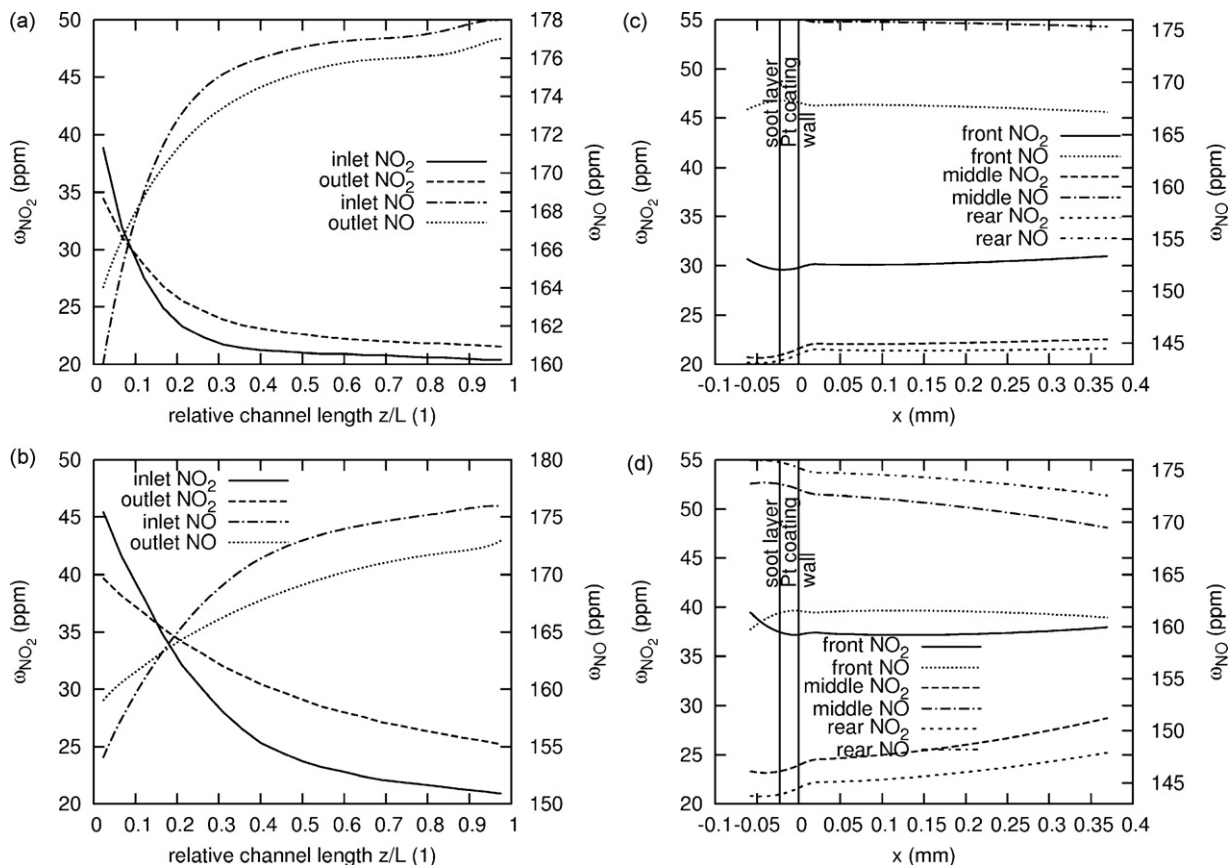 (a)
50
45
40
35
30
25
20
ω_NO₂ (ppm)
178
176
174
172
170
168
166
164
162
160
ω_NO (ppm)
inlet NO₂
outlet NO₂
inlet NO
outlet NO
0 0.1 0.2 0.3 0.4 0.5 0.6 0.7 0.8 0.9 1
relative channel length z/L (1)
(c)
55
50
45
40
35
30
25
20
ω_NO₂ (ppm)
175
170
165
160
155
150
145
ω_NO (ppm)
soot layer
Pt coating
wall
front NO₂
front NO
middle NO₂
middle NO
rear NO₂
rear NO
-0.1 -0.05 0 0.05 0.1 0.15 0.2 0.25 0.3 0.35 0.4
x (mm)
(b)
50
45
40
35
30
25
20
ω_NO₂ (ppm)
180
175
170
165
160
155
150
ω_NO (ppm)
inlet NO₂
outlet NO₂
inlet NO
outlet NO
0 0.1 0.2 0.3 0.4 0.5 0.6 0.7 0.8 0.9 1
relative channel length z/L (1)
(d)
55
50
45
40
35
30
25
20
ω_NO₂ (ppm)
175
170
165
160
155
150
145
ω_NO (ppm)
soot layer
Pt coating
wall
front NO₂
front NO
middle NO₂
middle NO
rear NO₂
rear NO
-0.1 -0.05 0 0.05 0.1 0.15 0.2 0.25 0.3 0.35 0.4
x (mm)